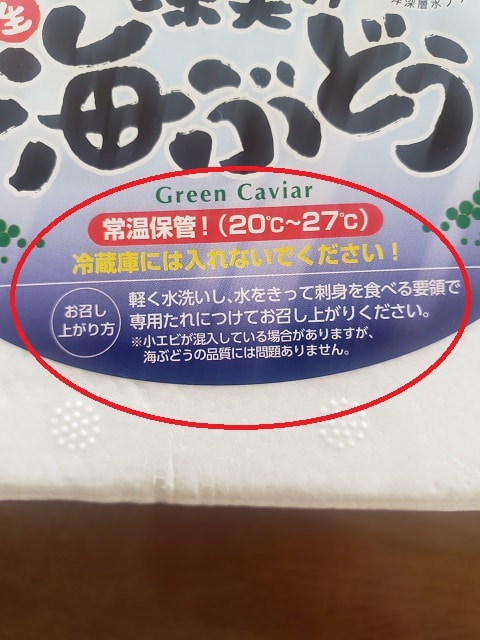 生
海ぶどう
Green Caviar
常温保管！（20℃〜27℃）
冷蔵庫には入れないでください！
お召し
上がり方
軽く水洗いし、水をきって刺身を食べる要領で
専用たれにつけてお召し上がりください。
※小エビが混入している場合がありますが、
海ぶどうの品質には問題ありません。